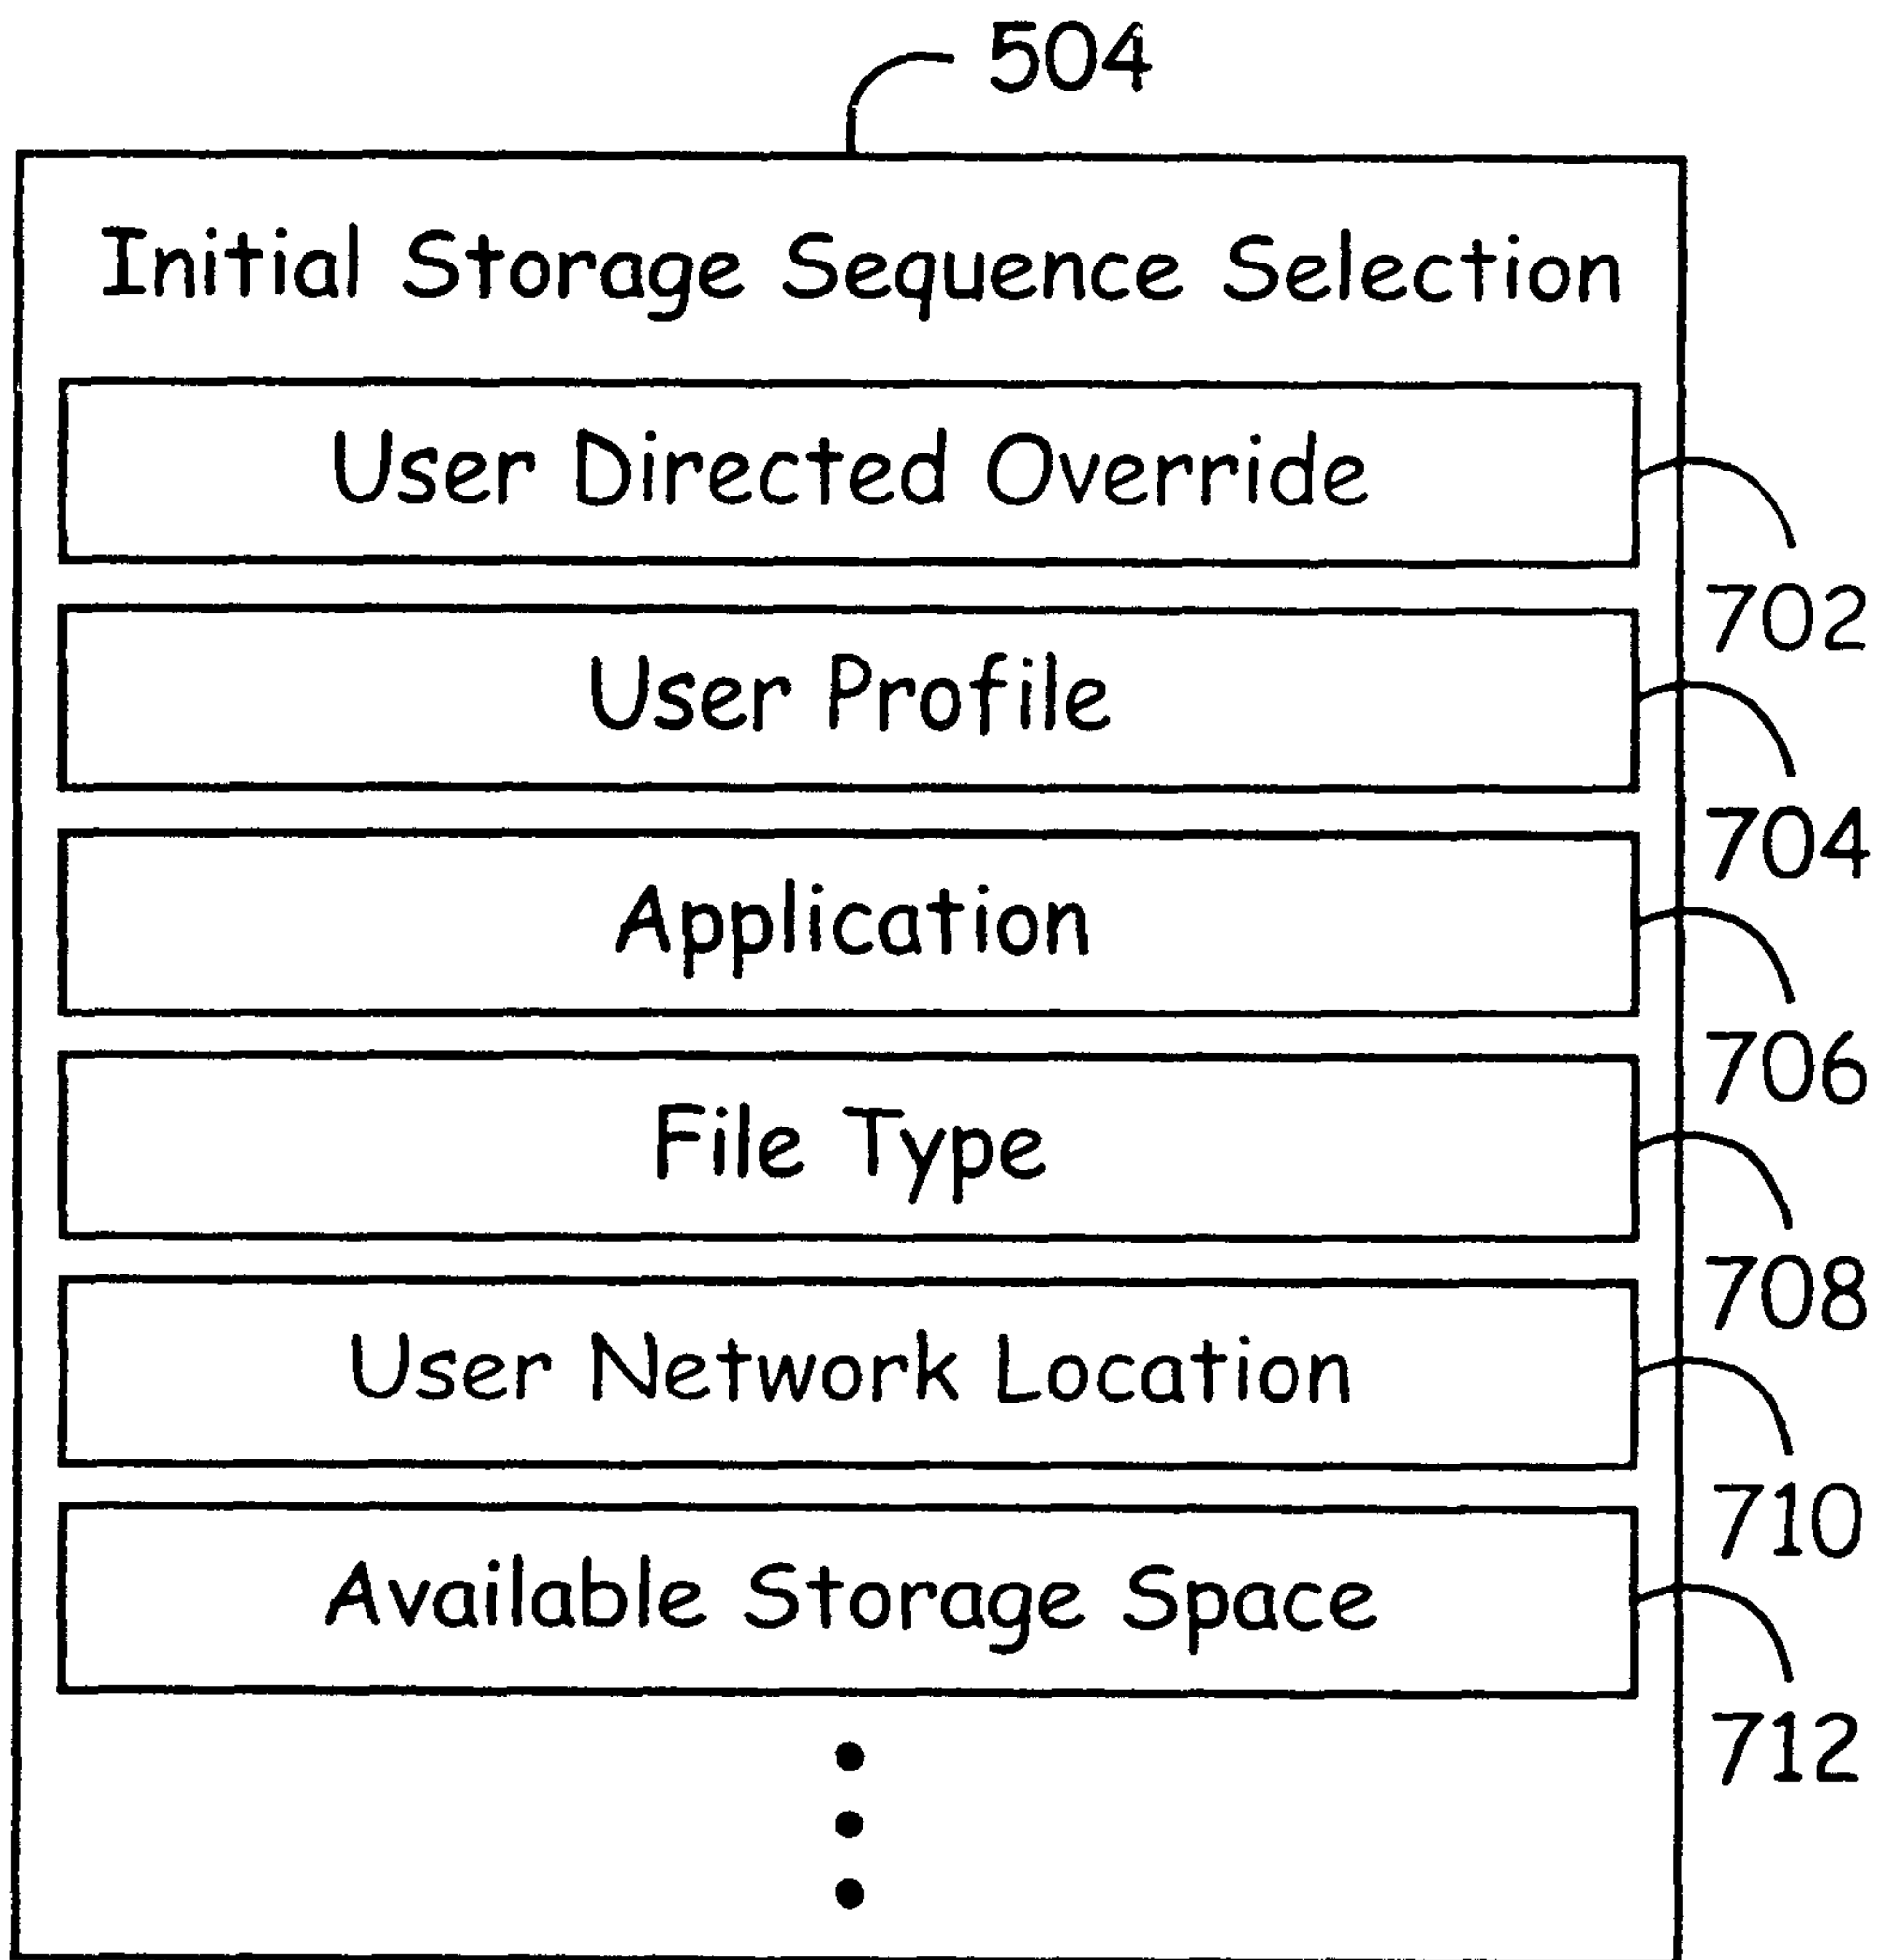 504
Initial Storage Sequence Selection
User Directed Override
702
User Profile
704
Application
706
File Type
708
User Network Location
710
Available Storage Space
712